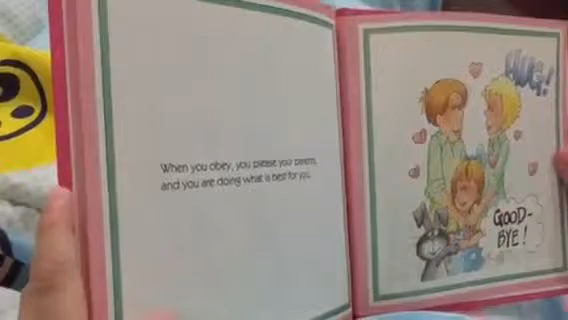 When you obey, you please your parents,
and you are doing what is best for you.
HUG!
GOOD-
BYE!